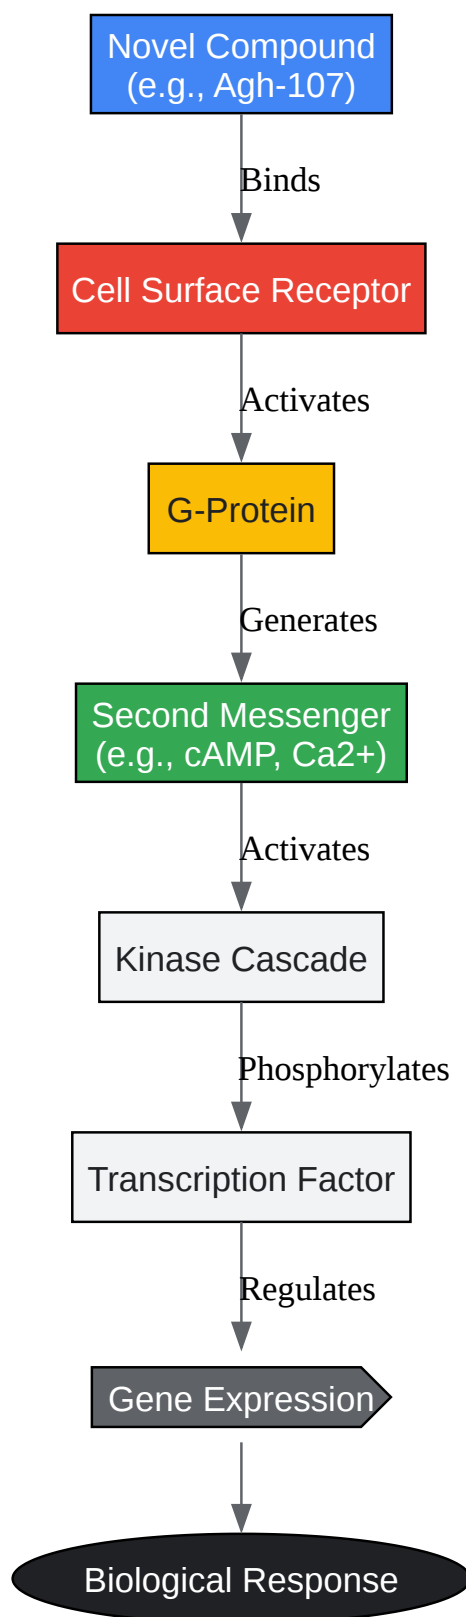 Novel Compound
(e.g., Agh-107)
Binds
Cell Surface Receptor
Activates
G-Protein
Generates
Second Messenger
(e.g., cAMP, Ca2+)
Activates
Kinase Cascade
Phosphorylates
Transcription Factor
Regulates
Gene Expression
Biological Response